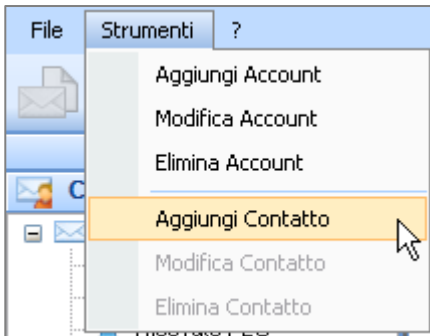 File Strumenti ?
Aggiungi Account
Modifica Account
Elimina Account
C
Aggiungi Contatto
Modifica Contatto
Elimina Contatto